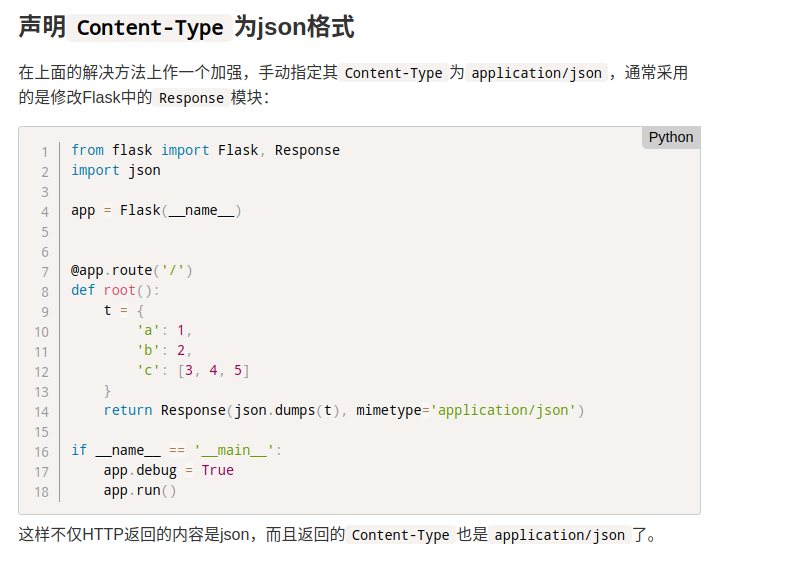 声明 Content-Type 为json格式
在上面的解决方法上作一个加强，手动指定其 Content-Type 为 application/json ，通常采用
的是修改Flask中的 Response 模块：
Python
1 from flask import Flask, Response
2 import json
3
4 app = Flask(__name__)
5
6
7 @app.route('/')
8 def root():
9     t = {
10         'a': 1,
11         'b': 2,
12         'c': [3, 4, 5]
13     }
14     return Response(json.dumps(t), mimetype='application/json')
15
16 if __name__ == '__main__':
17     app.debug = True
18     app.run()
这样不仅HTTP返回的内容是json，而且返回的 Content-Type 也是 application/json 了。